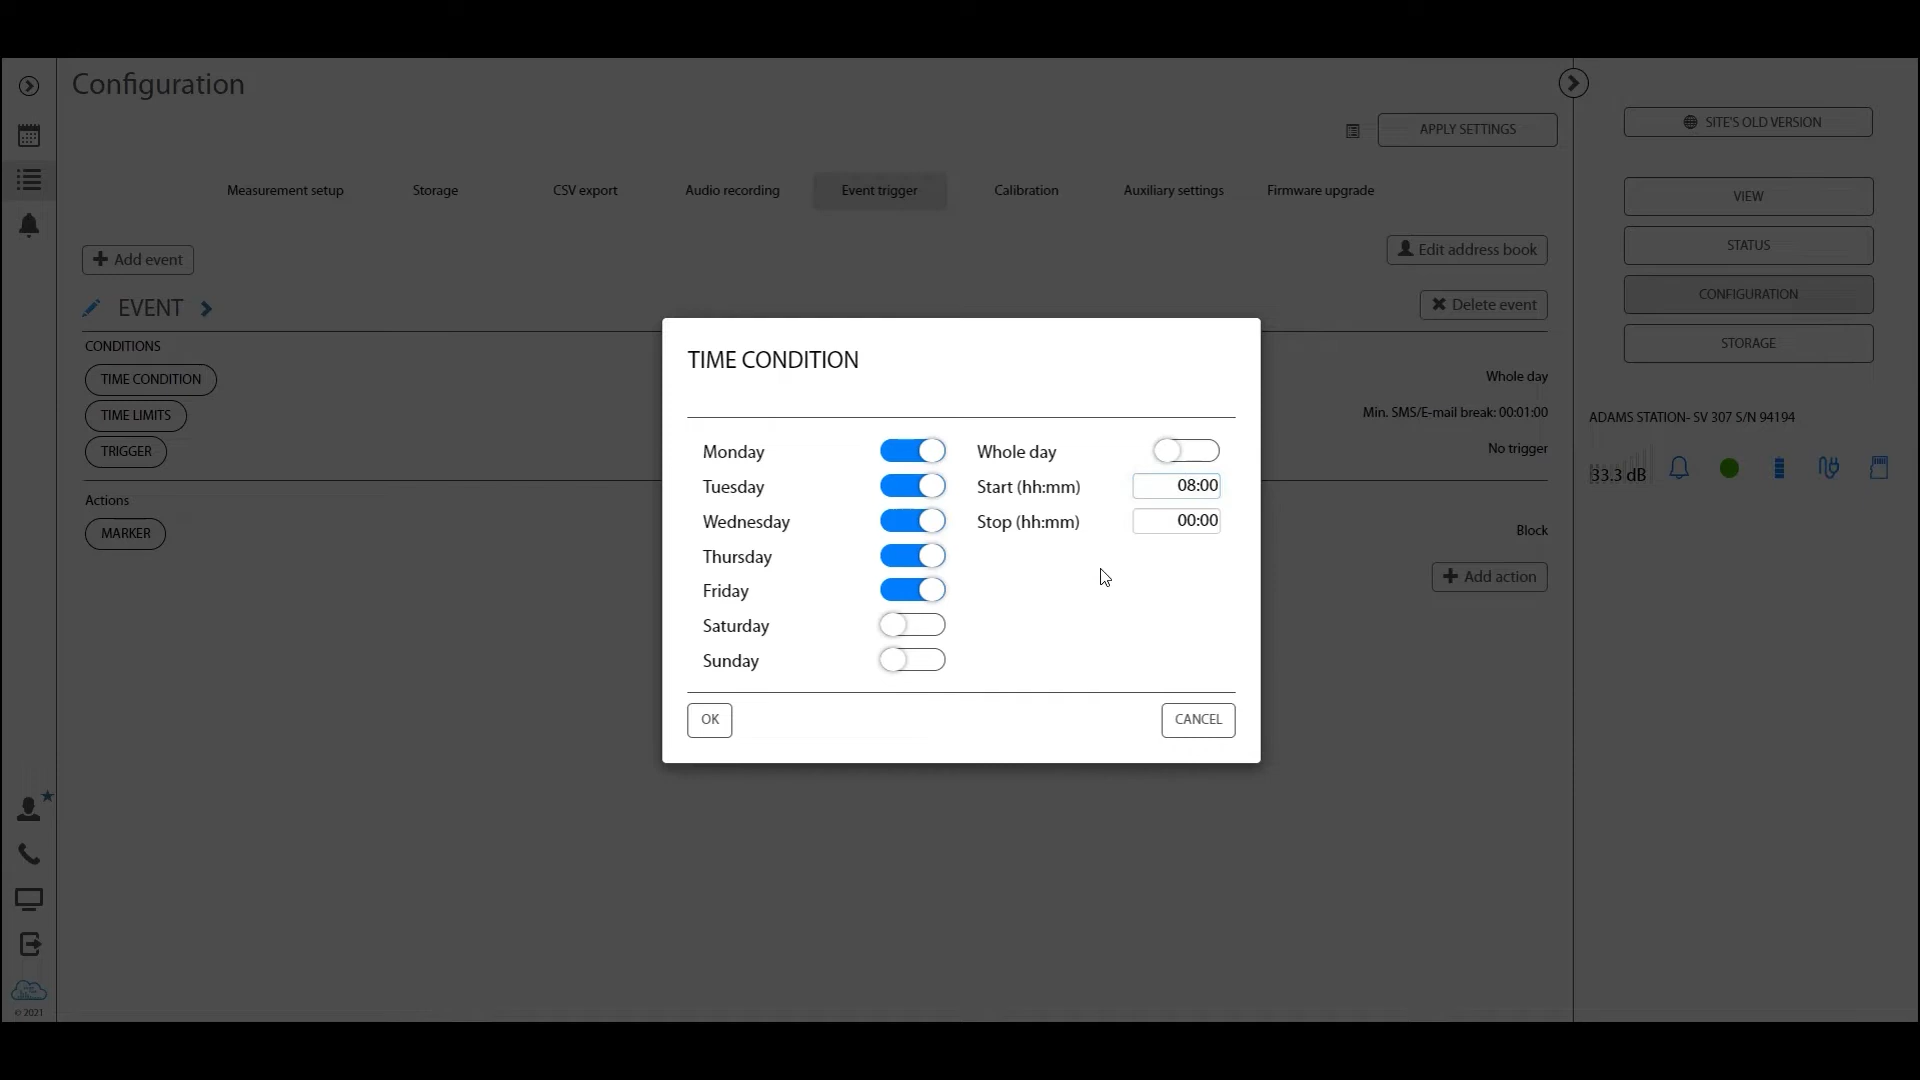 Configuration
APPLY SETTINGS
SITE'S OLD VERSION
Measurement setup
Storage
CSV export
Audio recording
Event trigger
Calibration
Auxiliary settings
Firmware upgrade
VIEW
STATUS
CONFIGURATION
STORAGE
Add event
Edit address book
EVENT
Delete event
CONDITIONS
TIME CONDITION
Whole day
TIME LIMITS
Min. SMS/E-mail break: 00:01:00
TRIGGER
No trigger
Actions
MARKER
Block
Add action
ADAMS STATION- SV 307 S/N 94194
33.3 dB
TIME CONDITION
Monday
Whole day
Tuesday
Start (hh:mm)
08:00
Wednesday
Stop (hh:mm)
00:00
Thursday
Friday
Saturday
Sunday
OK
CANCEL
© 2021